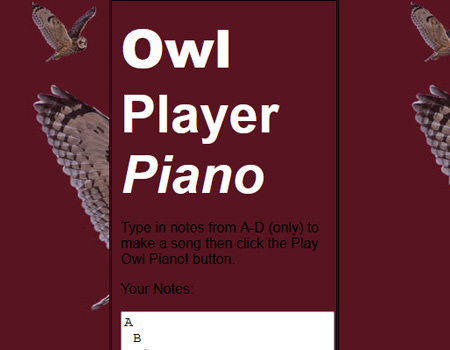 Owl
Player
Piano
Type in notes from A-D (only) to
make a song then click the Play
Owl Piano! button.
Your Notes:
A
B